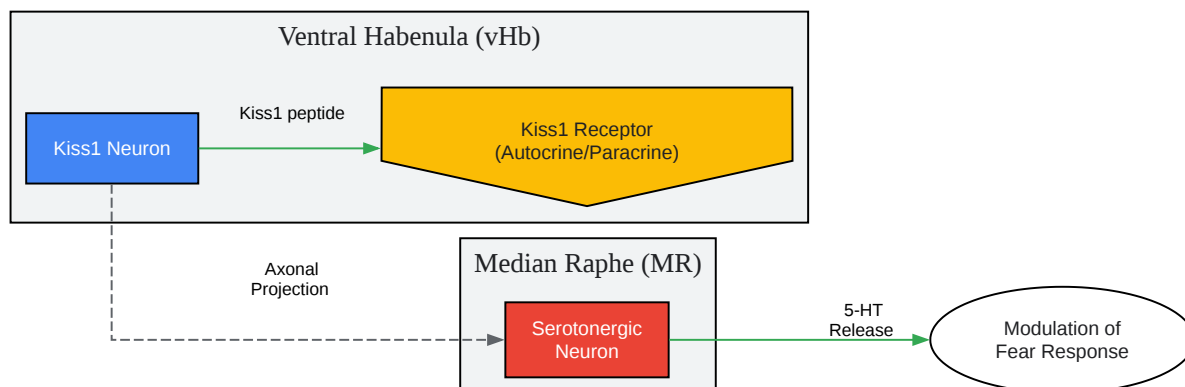 Ventral Habenula (vHb)
Kiss1 peptide
Kiss1 Neuron
Kiss1 Receptor
(Autocrine/Paracrine)
Axonal
Projection
Median Raphe (MR)
Serotonergic
Neuron
5-HT
Release
Modulation of
Fear Response